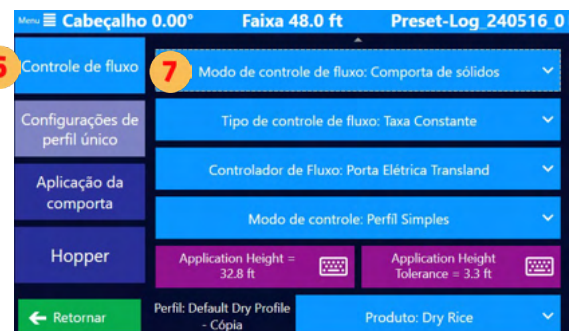 Menu ☰ Cabeçalho 0.00° Faixa 48.0 ft Preset-Log_240516_0
6 Controle de fluxo
7 Modo de controle de fluxo: Comporta de sólidos
Configurações de
perfil único
Tipo de controle de fluxo: Taxa Constante
Aplicação da
comporta
Controlador de Fluxo: Porta Elétrica Transland
Modo de controle: Perfil Simples
Hopper
Application Height =
32.8 ft
Application Height
Tolerance = 3.3 ft
Retornar
Perfil: Default Dry Profile
- Cópia
Produto: Dry Rice